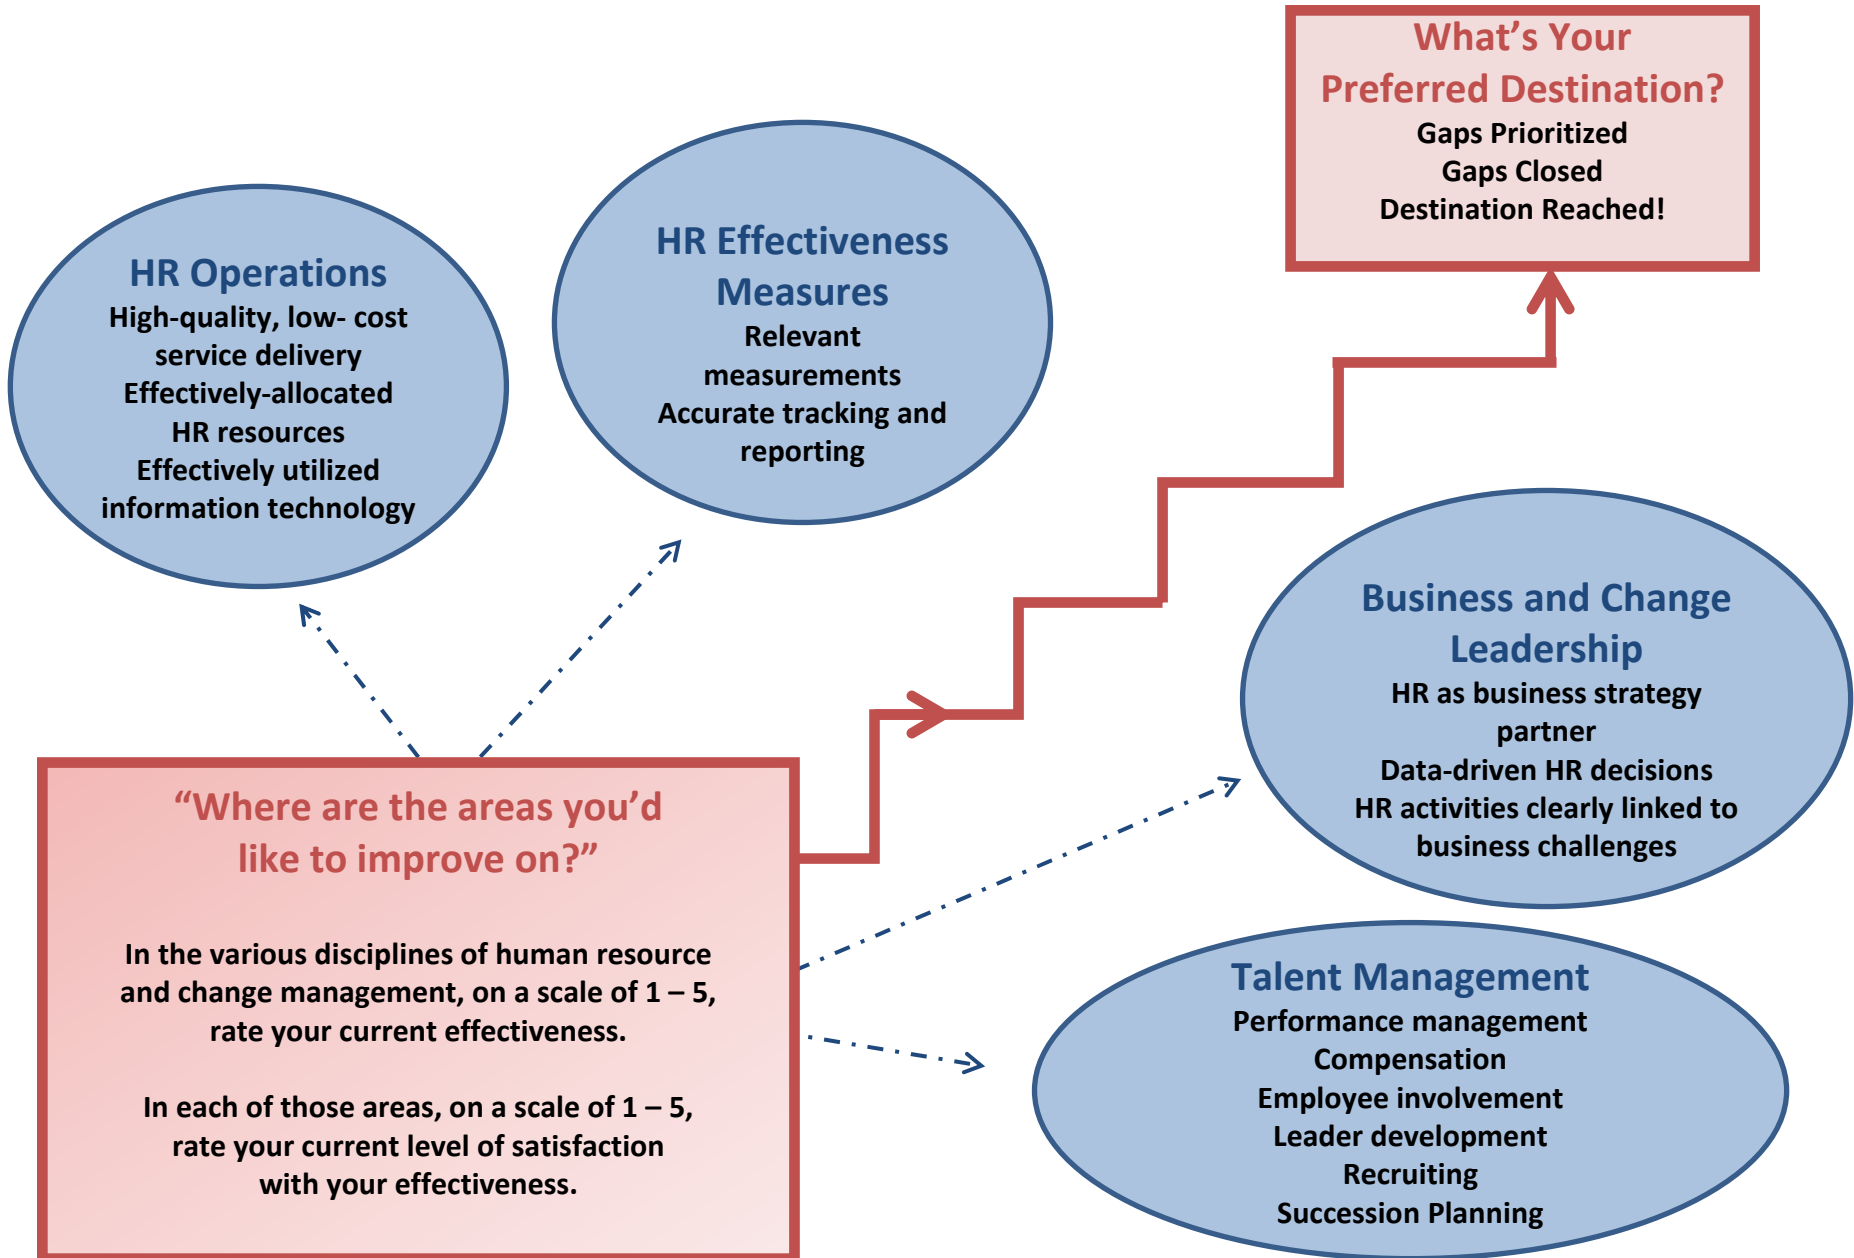 What’s Your
Preferred Destination?
Gaps Prioritized
Gaps Closed
Destination Reached!
HR Operations
High-quality, low- cost
service delivery
Effectively-allocated
HR resources
Effectively utilized
information technology
HR Effectiveness
Measures
Relevant
measurements
Accurate tracking and
reporting
Business and Change
Leadership
HR as business strategy
partner
Data-driven HR decisions
HR activities clearly linked to
business challenges
“Where are the areas you’d
like to improve on?”
In the various disciplines of human resource
and change management, on a scale of 1 – 5,
rate your current effectiveness.
In each of those areas, on a scale of 1 – 5,
rate your current level of satisfaction
with your effectiveness.
Talent Management
Performance management
Compensation
Employee involvement
Leader development
Recruiting
Succession Planning